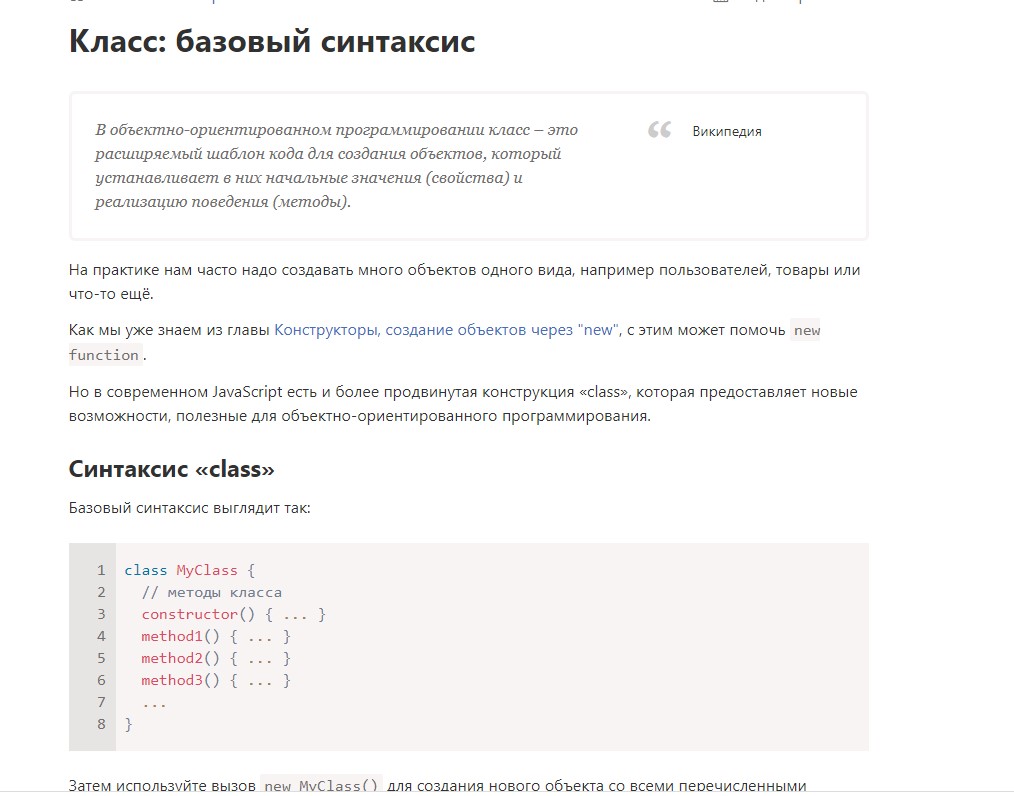 Класс: базовый синтаксис
В объектно-ориентированном программировании класс – это
расширяемый шаблон кода для создания объектов, который
устанавливает в них начальные значения (свойства) и
реализацию поведения (методы).
“ Википедия
На практике нам часто надо создавать много объектов одного вида, например пользователей, товары или
что-то ещё.
Как мы уже знаем из главы Конструкторы, создание объектов через "new", с этим может помочь new
function.
Но в современном JavaScript есть и более продвинутая конструкция «class», которая предоставляет новые
возможности, полезные для объектно-ориентированного программирования.
Синтаксис «class»
Базовый синтаксис выглядит так:
1 class MyClass {
2   // методы класса
3   constructor() { ... }
4   method1() { ... }
5   method2() { ... }
6   method3() { ... }
7   ...
8 }
Затем используйте вызов new MyClass() для создания нового объекта со всеми перечисленными